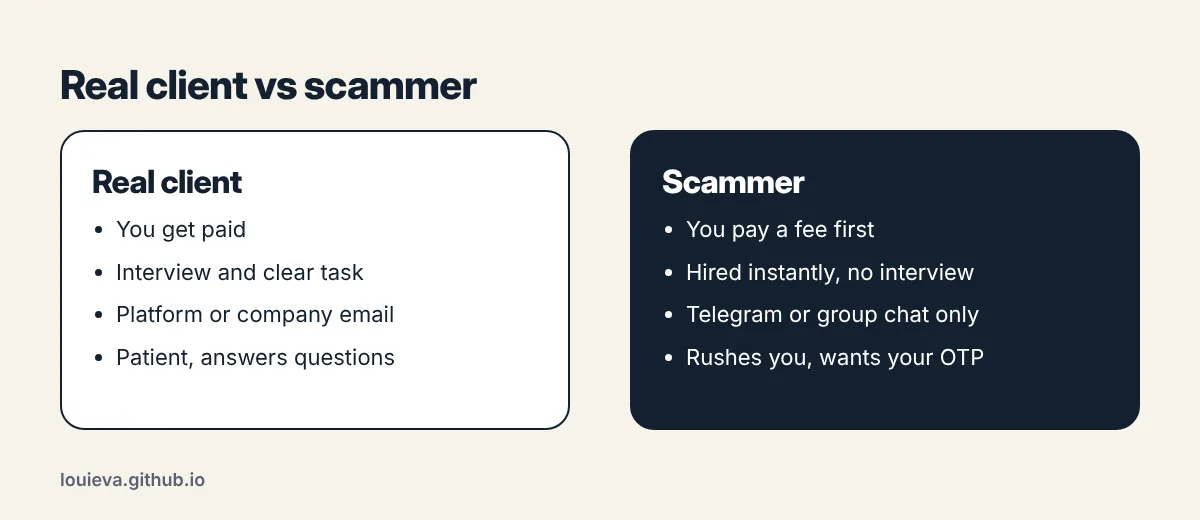 Real client vs scammer
Real client
• You get paid
• Interview and clear task
• Platform or company email
• Patient, answers questions
Scammer
• You pay a fee first
• Hired instantly, no interview
• Telegram or group chat only
• Rushes you, wants your OTP
louieva.github.io